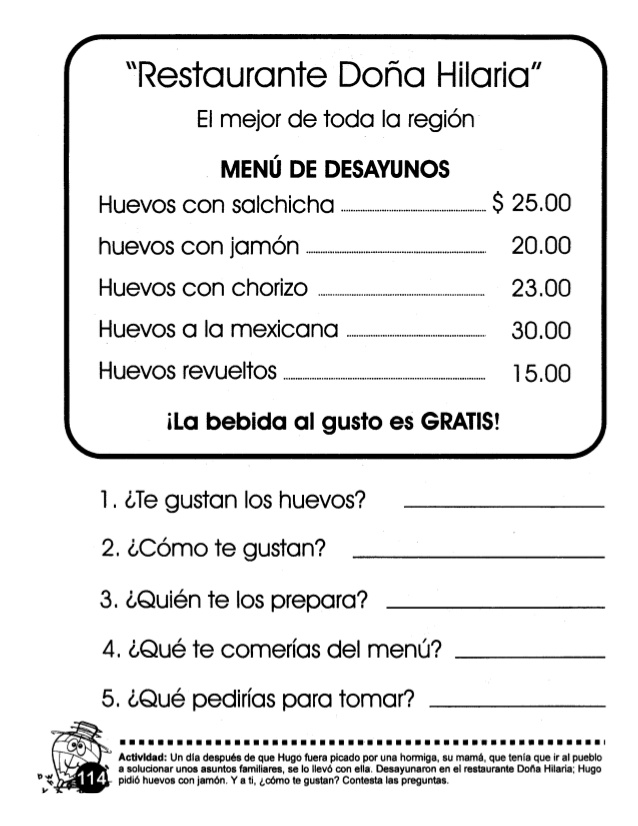 “Restaurante Doña Hilaria”
El mejor de toda la región
MENÚ DE DESAYUNOS
Huevos con salchicha ........ $ 25.00
huevos con jamón ........ 20.00
Huevos con chorizo ........ 23.00
Huevos a la mexicana ........ 30.00
Huevos revueltos ........ 15.00
¡La bebida al gusto es GRATIS!
1. ¿Te gustan los huevos? ________
2. ¿Cómo te gustan? ________
3. ¿Quién te los prepara? ________
4. ¿Qué te comerías del menú? ________
5. ¿Qué pedirías para tomar? ________
Actividad: Un día después de que Hugo fuera picado por una hormiga, su mamá, que tenía que ir al pueblo
a solucionar unos asuntos familiares, se lo llevó con ella. Desayunaron en el restaurante Doña Hilaria; Hugo
pidió huevos con jamón. Y a ti, ¿cómo te gustan? Contesta las preguntas.
114